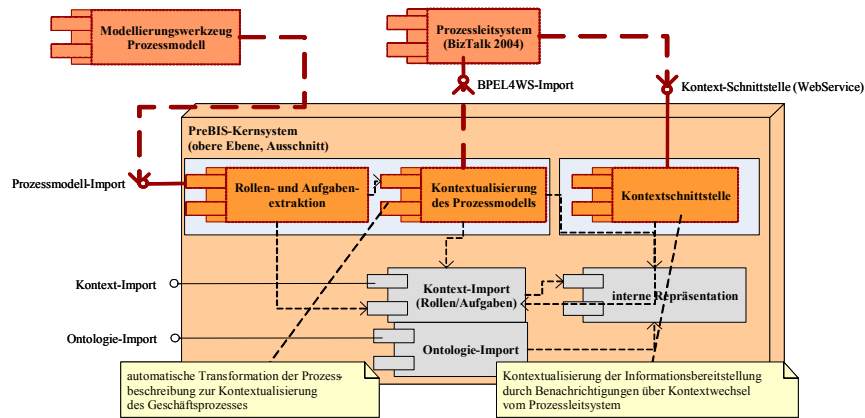 Modellierungswerkzeug
Prozessmodell
Prozessleitsystem
(BizTalk 2004)
BPEL4WS-Import
Kontext-Schnittstelle (WebService)
PreBIS-Kernsystem
(obere Ebene, Ausschnitt)
Prozessmodell-Import
Rollen- und Aufgaben-
extraktion
Kontextualisierung
des Prozessmodells
Kontextschnittstelle
Kontext-Import
Kontext-Import
(Rollen/Aufgaben)
interne Repräsentation
Ontologie-Import
Ontologie-Import
automatische Transformation der Prozess-
beschreibung zur Kontextualisierung
des Geschäftsprozesses
Kontextualisierung der Informationsbereitstellung
durch Benachrichtigungen über Kontextwechsel
vom Prozessleitsystem